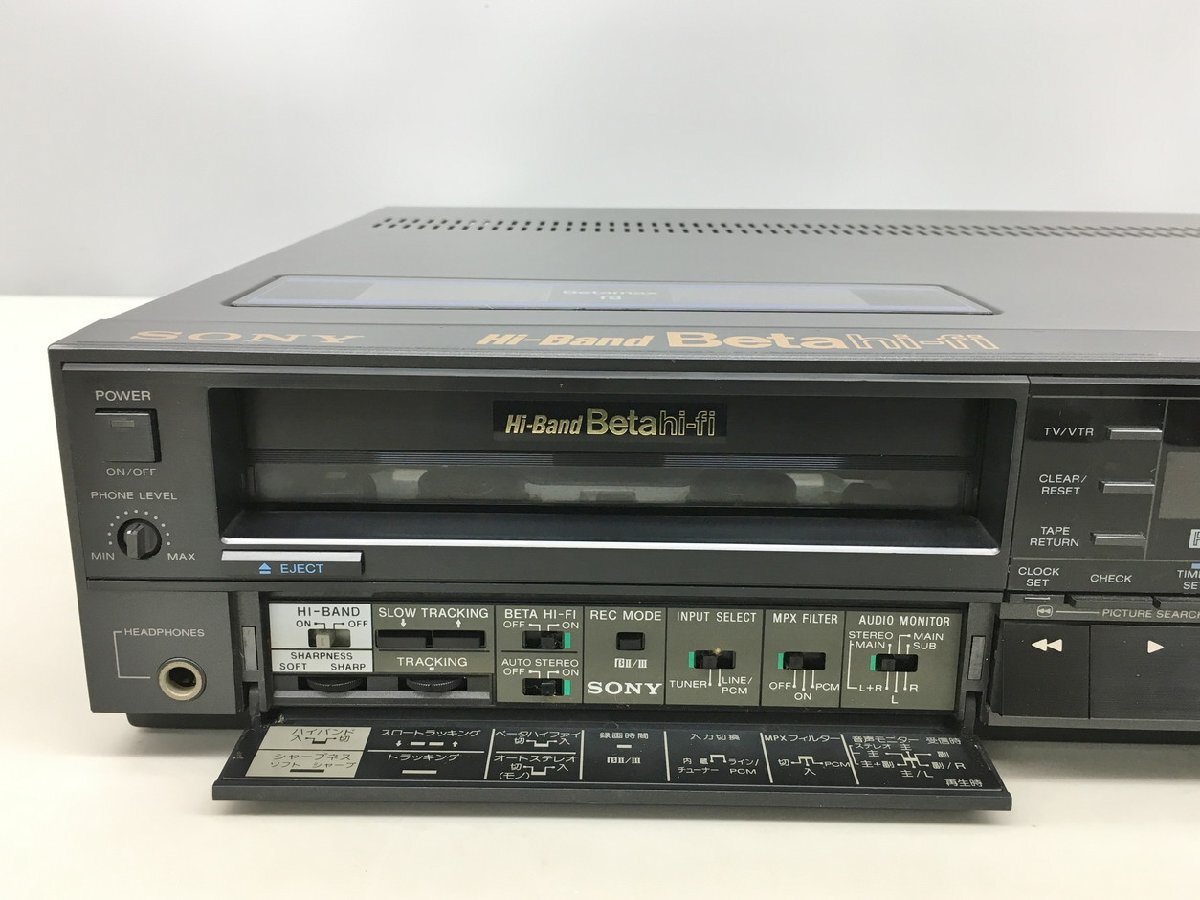 Betamax
SONY Hi-Band Betahi-fi
Hi-Band Betahi-fi
POWER
ON/OFF
PHONE LEVEL
MIN MAX
EJECT
HEADPHONES
TV/VTR
CLEAR/
RESET
TAPE
RETURN
CLOCK
SET
CHECK
PICTURE SEARC
HI-BAND
ON OFF
SHARPNESS
SOFT SHARP
SLOW TRACKING
TRACKING
BETA HI-FI
OFF ON
AUTO STEREO
OFF ON
REC MODE
βII/III
SONY
INPUT SELECT
TUNER LINE/
PCM
MPX FILTER
OFF PCM
ON
AUDIO MONITOR
STEREO MAIN
MAIN SUB
L+R R
L
ハイバンド
入 切
シャープネス
ソフト シャープ
スロートラッキング
トラッキング
ベータハイファイ
切 入
オートステレオ
切 入
(モノ)
録画時間
βII/III
入力切換
内蔵 ライン/
チューナー PCM
MPXフィルター
切 PCM
入
音声モニター 受信時
ステレオ 主
主 副
主+副 副/R
主/L
再生時